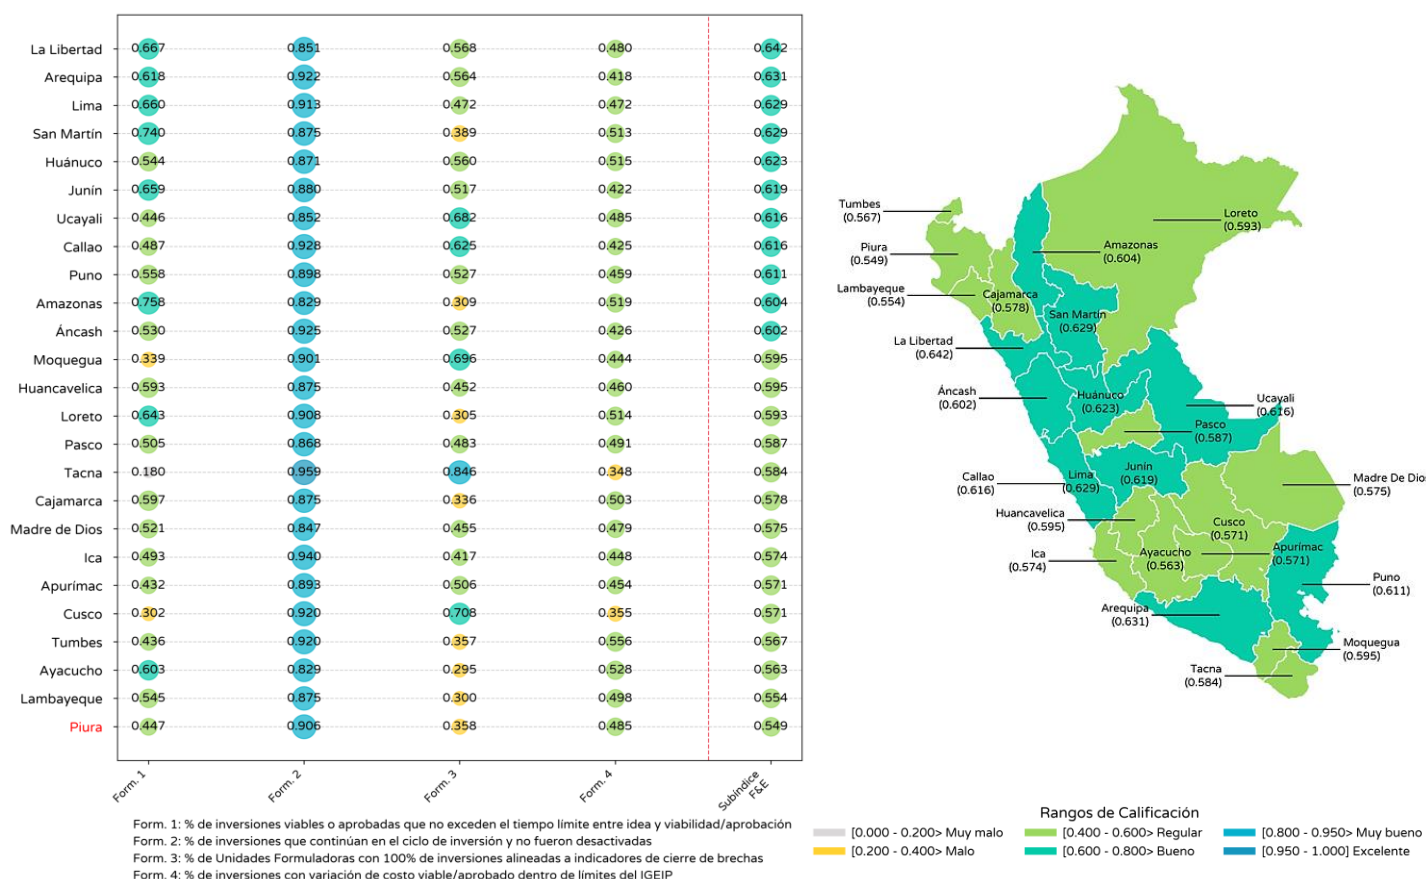 La Libertad 0.667 0.851 0.568 0.480 0.642
Arequipa 0.618 0.922 0.564 0.418 0.631
Lima 0.660 0.913 0.472 0.472 0.629
San Martín 0.740 0.875 0.389 0.513 0.629
Huánuco 0.544 0.871 0.560 0.515 0.623
Junín 0.659 0.880 0.517 0.422 0.619
Ucayali 0.446 0.852 0.682 0.485 0.616
Callao 0.487 0.928 0.625 0.425 0.616
Puno 0.558 0.898 0.527 0.459 0.611
Amazonas 0.758 0.829 0.309 0.519 0.604
Áncash 0.530 0.925 0.527 0.426 0.602
Moquegua 0.339 0.901 0.696 0.444 0.595
Huancavelica 0.593 0.875 0.452 0.460 0.595
Loreto 0.643 0.908 0.305 0.514 0.593
Pasco 0.505 0.868 0.483 0.491 0.587
Tacna 0.180 0.959 0.846 0.348 0.584
Cajamarca 0.597 0.875 0.336 0.503 0.578
Madre de Dios 0.521 0.847 0.455 0.479 0.575
Ica 0.493 0.940 0.417 0.448 0.574
Apurímac 0.432 0.893 0.506 0.454 0.571
Cusco 0.302 0.920 0.708 0.355 0.571
Tumbes 0.436 0.920 0.357 0.556 0.567
Ayacucho 0.603 0.829 0.295 0.528 0.563
Lambayeque 0.545 0.875 0.300 0.498 0.554
Piura 0.447 0.906 0.358 0.485 0.549
Form. 1
Form. 2
Form. 3
Form. 4
Subíndice
F&E
Form. 1: % de inversiones viables o aprobadas que no exceden el tiempo límite entre idea y viabilidad/aprobación
Form. 2: % de inversiones que continúan en el ciclo de inversión y no fueron desactivadas
Form. 3: % de Unidades Formuladoras con 100% de inversiones alineadas a indicadores de cierre de brechas
Form. 4: % de inversiones con variación de costo viable/aprobado dentro de límites del IGEIP
Tumbes
(0.567)
Loreto
(0.593)
Piura
(0.549)
Amazonas
(0.604)
Lambayeque
(0.554)
Cajamarca
(0.578)
San Martín
(0.629)
La Libertad
(0.642)
Áncash
(0.602)
Huánuco
(0.623)
Ucayali
(0.616)
Pasco
(0.587)
Callao
(0.616)
Lima
(0.629)
Junín
(0.619)
Madre De Dios
(0.575)
Huancavelica
(0.595)
Cusco
(0.571)
Ica
(0.574)
Ayacucho
(0.563)
Apurímac
(0.571)
Puno
(0.611)
Arequipa
(0.631)
Moquegua
(0.595)
Tacna
(0.584)
Rangos de Calificación
[0.000 - 0.200> Muy malo
[0.200 - 0.400> Malo
[0.400 - 0.600> Regular
[0.600 - 0.800> Bueno
[0.800 - 0.950> Muy bueno
[0.950 - 1.000] Excelente